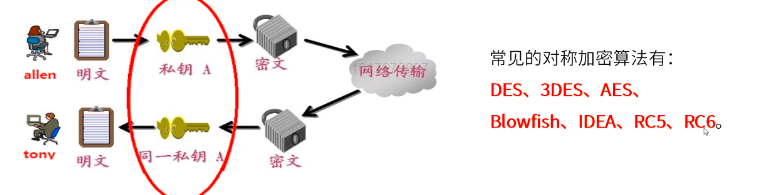 allen
明文
私钥 A
密文
网络传输
tony
明文
同一私钥 A
密文
常见的对称加密算法有：
DES、3DES、AES、
Blowfish、IDEA、RC5、RC6。